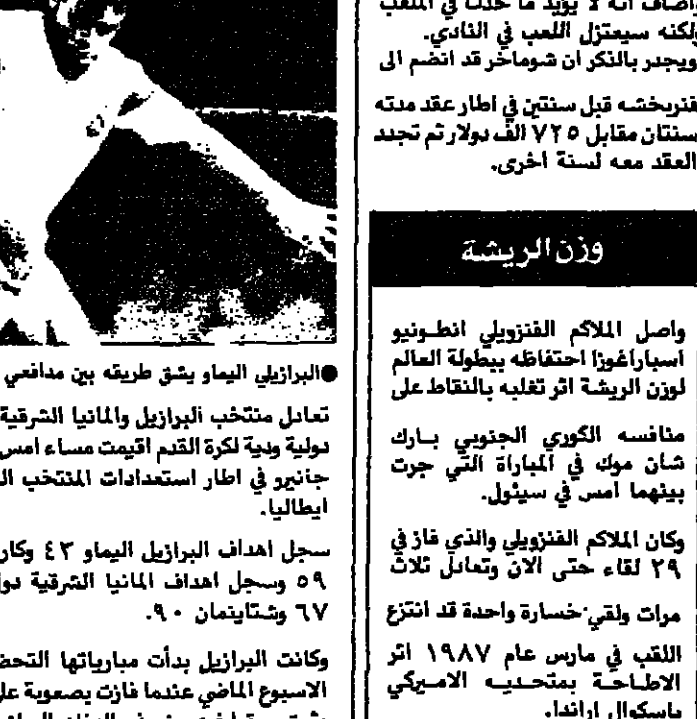 واضاف انه لا يؤيد ما حدث في الملعب
ولكنه سيعتزل اللعب في النادي.
ويجدر بالذكر ان شوماخر قد انضم الى
فنربخشه قبل سنتين في اطار عقد مدته
سنتان مقابل ٧٢٥ الف دولار تم تجدد
العقد معه لسنة اخرى.
وزن الريشة
واصل الملاكم الفنزويلي انطونيو
اسباراغوزا احتفاظه ببطولة العالم
لوزن الريشة اثر تغلبه بالنقاط على
منافسه الكوري الجنوبي بارك
شان موك في المباراة التي جرت
بينهما امس في سيئول.
وكان الملاكم الفنزويلي والذي فاز في
٢٩ لقاء حتى الان وتعادل ثلاث
مرات ولقي خسارة واحدة قد انتزع
اللقب في مارس عام ١٩٨٧ اثر
الاطاحة بمتحديه الاميركي
باسكوال اراندا.
●البرازيلي اليماو يشق طريقه بين مدافعي
تعادل منتخب البرازيل والمانيا الشرقية
دولية ودية لكرة القدم اقيمت مساء امس
جانيرو في اطار استعدادات المنتخب
ايطاليا.
سجل اهداف البرازيل اليماو ٤٣ وكار
٥٩ وسجل اهداف المانيا الشرقية
٦٧ وشتاينمان ٩٠.
وكانت البرازيل بدأت مبارياتها
الاسبوع الماضي عندما فازت بصعوبة